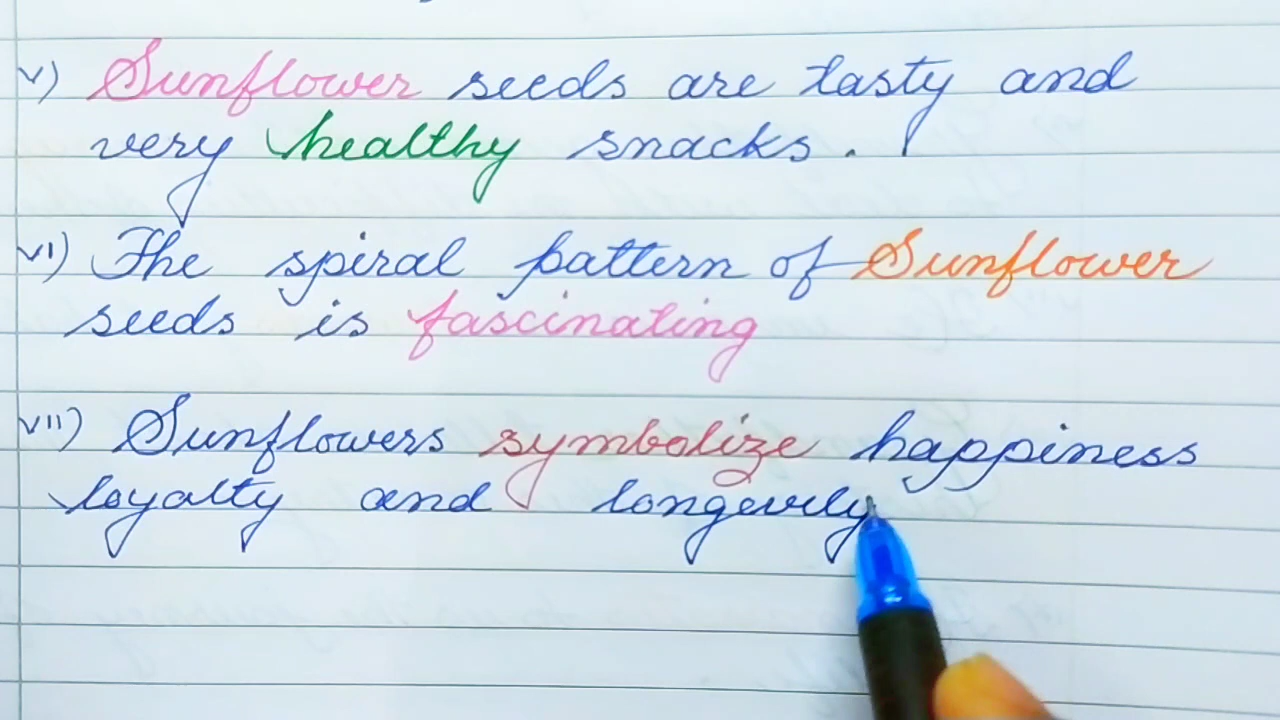 v) Sunflower seeds are tasty and
very healthy snacks.
vi) The spiral pattern of Sunflower
seeds is fascinating
vii) Sunflowers symbolize happiness
loyalty and longevity